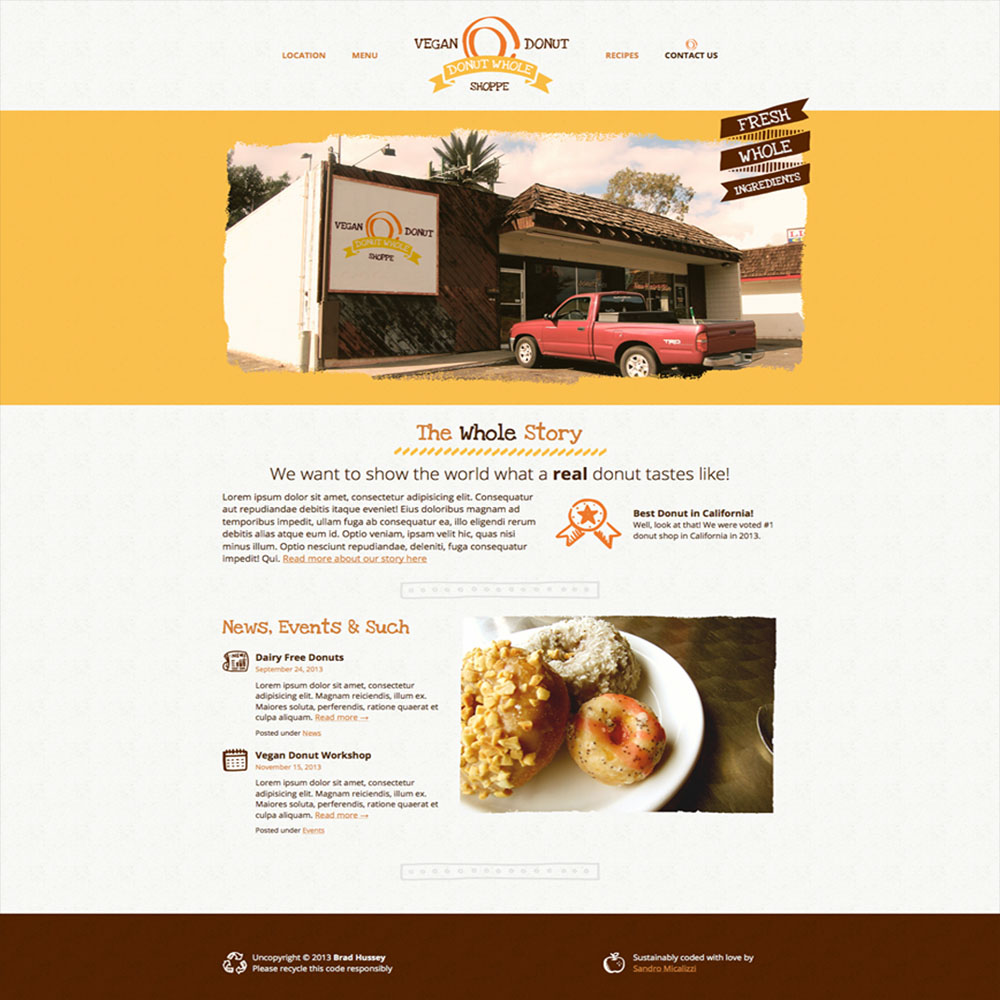 LOCATION
MENU
VEGAN DONUT
DONUT WHOLE
SHOPPE
RECIPES
CONTACT US
FRESH
WHOLE
INGREDIENTS
VEGAN DONUT
DONUT WHOLE
SHOPPE
TRD
The Whole Story
We want to show the world what a real donut tastes like!
Lorem ipsum dolor sit amet, consectetur adipisicing elit. Consequatur
aut repudiandae debitis itaque eveniet! Eius doloribus magnam ad
temporibus impedit, ullam fuga ab consequatur ea, illo eligendi rerum
debitis alias atque eum id. Optio veniam, ipsam velit hic, quas nisi
minus illum. Optio nesciunt repudiandae, deleniti, fuga consequatur
impedit! Qui. Read more about our story here
Best Donut in California!
Well, look at that! We were voted #1
donut shop in California in 2013.
News, Events & Such
NEWS
Dairy Free Donuts
September 24, 2013
Lorem ipsum dolor sit amet, consectetur
adipisicing elit. Magnam reiciendis, illum ex.
Maiores soluta, perferendis, ratione quaerat et
culpa aliquam. Read more →
Posted under News
Vegan Donut Workshop
November 15, 2013
Lorem ipsum dolor sit amet, consectetur
adipisicing elit. Magnam reiciendis, illum ex.
Maiores soluta, perferendis, ratione quaerat et
culpa aliquam. Read more →
Posted under Events
Uncopyright © 2013 Brad Hussey
Please recycle this code responsibly
Sustainably coded with love by
Sandro Micalizzi